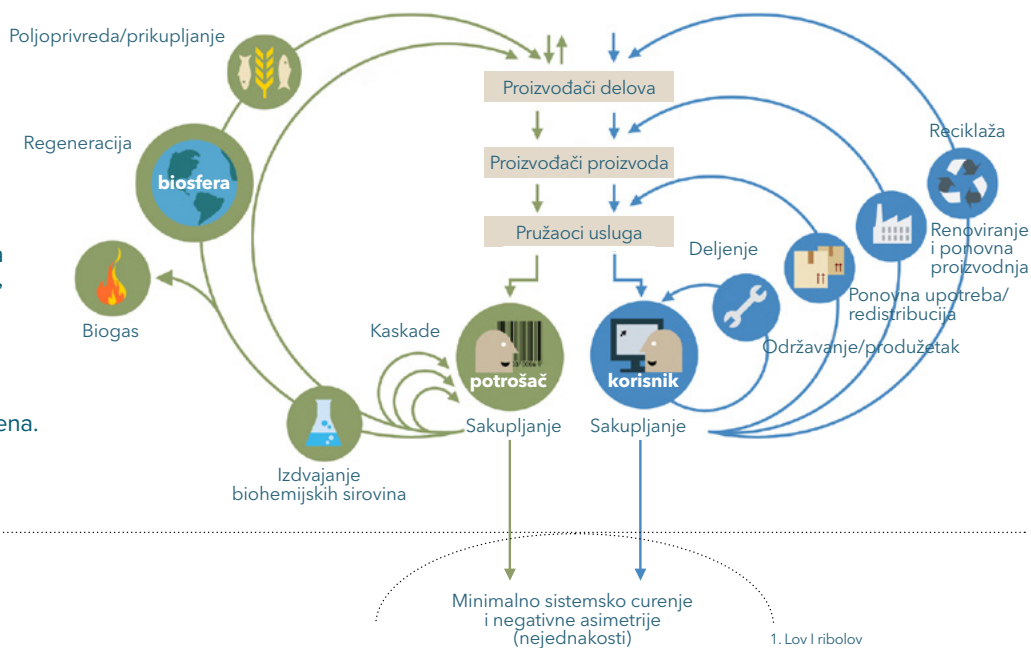 Poljoprivreda/prikupljanje
Proizvođači delova
Regeneracija
biosfera
Reciklaža
Proizvođači proizvoda
Renoviranje
i ponovna
proizvodnja
Pružaoci usluga
Deljenje
,
Biogas
Kaskade
Ponovna upotreba/
redistribucija
Održavanje/produžetak
potrošač
korisnik
ena.
Sakupljanje
Sakupljanje
Izdvajanje
biohemijskih sirovina
Minimalno sistemsko curenje
i negativne asimetrije
(nejednakosti)
1. Lov I ribolov